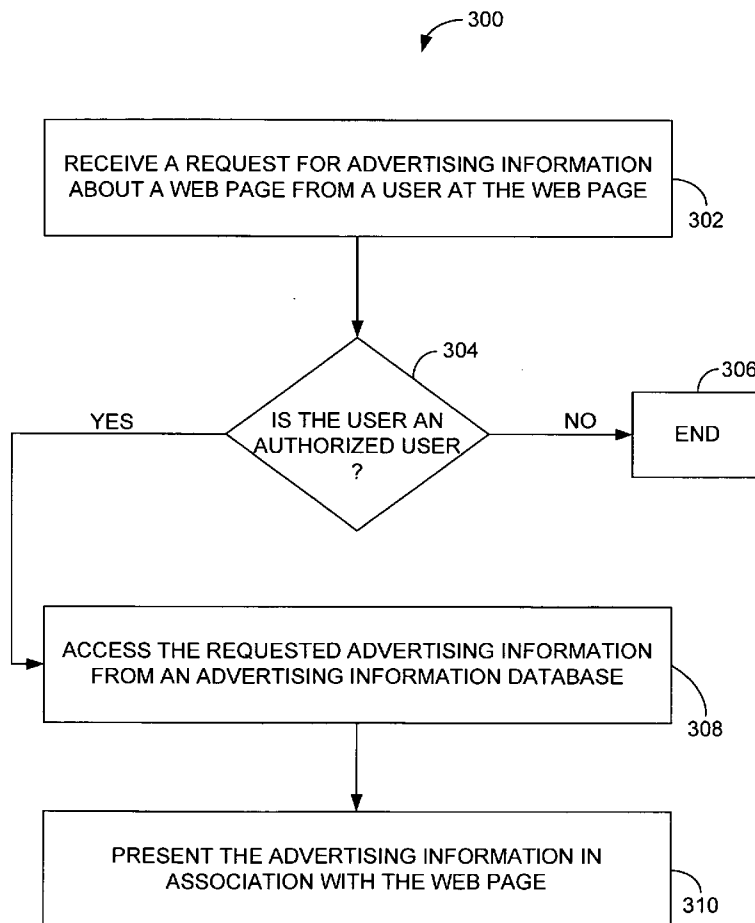 300
RECEIVE A REQUEST FOR ADVERTISING INFORMATION
ABOUT A WEB PAGE FROM A USER AT THE WEB PAGE
302
304
306
IS THE USER AN
AUTHORIZED USER
?
YES
NO
END
ACCESS THE REQUESTED ADVERTISING INFORMATION
FROM AN ADVERTISING INFORMATION DATABASE
308
PRESENT THE ADVERTISING INFORMATION IN
ASSOCIATION WITH THE WEB PAGE
310